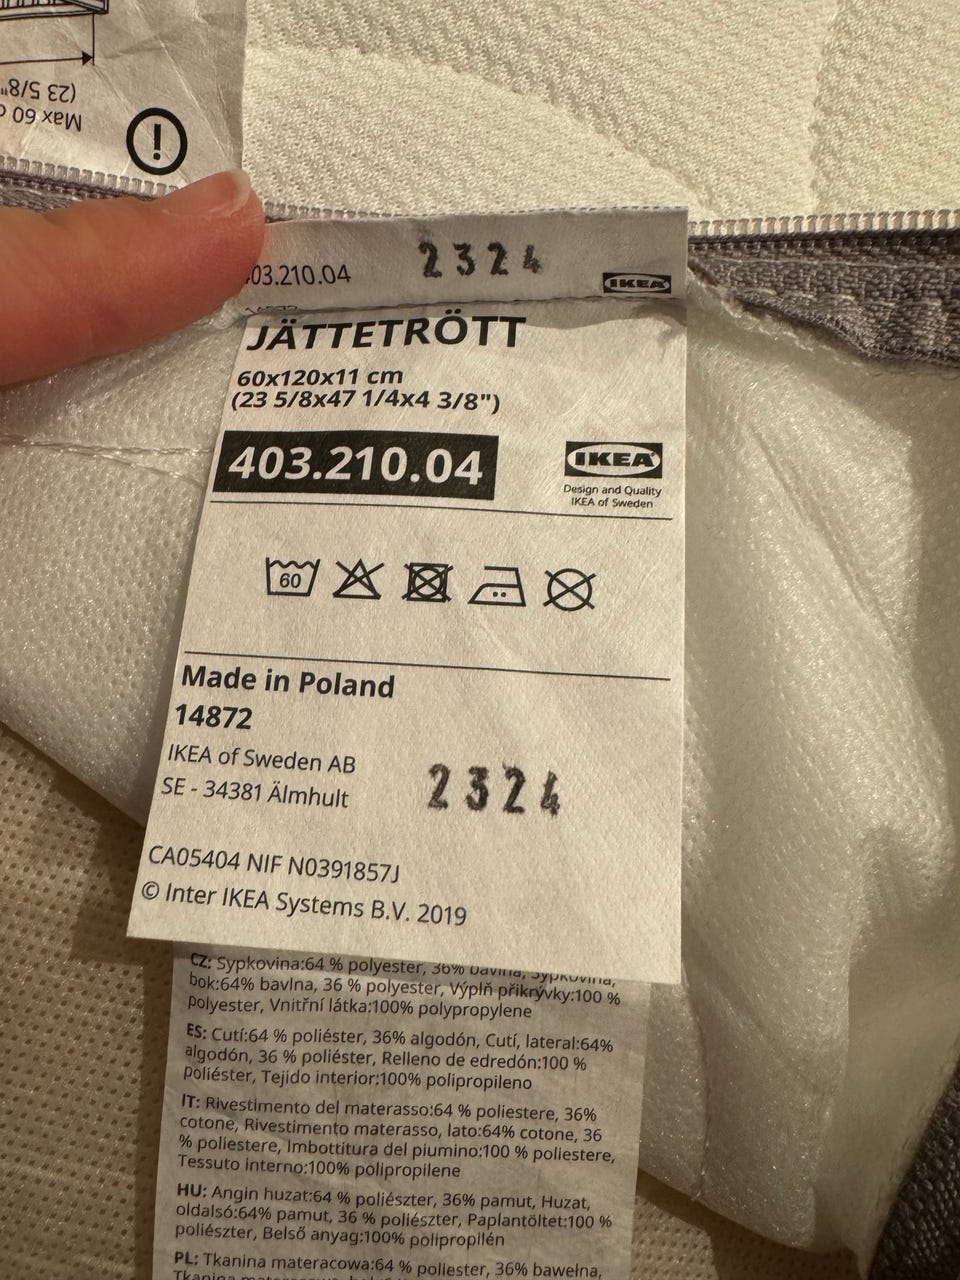 (23 5/8"
Max 60
03.210.04
2324
IKEA
JÄTTETRÖTT
60x120x11 cm
(23 5/8x47 1/4x4 3/8")
403.210.04
IKEA
Design and Quality
IKEA of Sweden
60
Made in Poland
14872
IKEA of Sweden AB
SE - 34381 Älmhult
2324
CA05404 NIF N0391857J
© Inter IKEA Systems B.V. 2019
CZ: Sypkovina:64 % polyester, 36% bavlna, Sypkovina,
bok:64% bavlna, 36 % polyester, Výplň přikrývky:100 %
polyester, Vnitřní látka:100% polypropylene
ES: Cutí:64 % poliéster, 36% algodón, Cutí, lateral:64%
algodón, 36 % poliéster, Relleno de edredón:100 %
poliéster, Tejido interior:100% polipropileno
IT: Rivestimento del materasso:64 % poliestere, 36%
cotone, Rivestimento materasso, lato:64% cotone, 36
% poliestere, Imbottitura del piumino:100 % poliestere,
Tessuto interno:100% polipropilene
HU: Angin huzat:64 % poliészter, 36% pamut, Huzat,
oldalsó:64% pamut, 36 % poliészter, Paplantöltet:100 %
poliészter, Belső anyag:100% polipropilén
PL: Tkanina materacowa:64 % poliester, 36% bawełna,